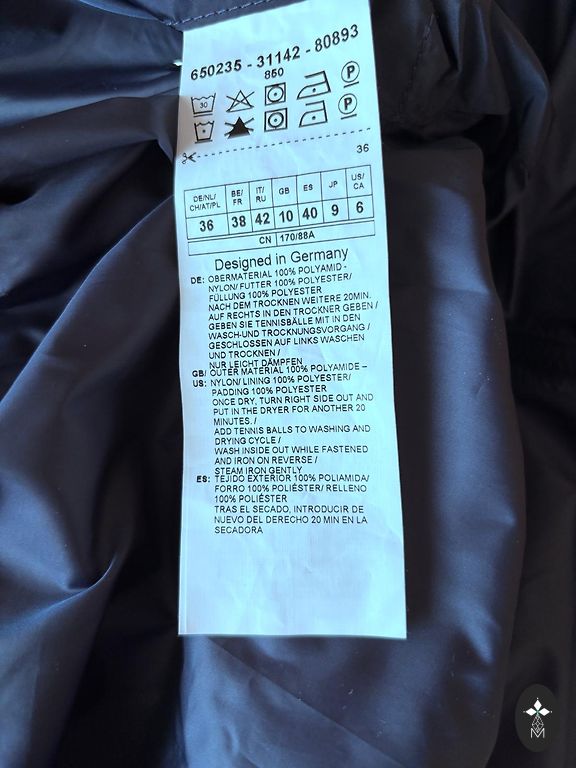 650235 - 31142 - 80893
850
30
P
P
36
DE/NL/ CH/AT/PL BE/ FR IT/ RU GB ES JP US/ CA
36 38 42 10 40 9 6
CN 170/88A
Designed in Germany
DE: OBERMATERIAL 100% POLYAMID -
NYLON/ FUTTER 100% POLYESTER/
FÜLLUNG 100% POLYESTER
NACH DEM TROCKNEN WEITERE 20MIN.
AUF RECHTS IN DEN TROCKNER GEBEN /
GEBEN SIE TENNISBÄLLE MIT IN DEN
WASCH-UND TROCKNUNGSVORGANG /
GESCHLOSSEN AUF LINKS WASCHEN
UND TROCKNEN /
NUR LEICHT DÄMPFEN
GB/ OUTER MATERIAL 100% POLYAMIDE –
US: NYLON/ LINING 100% POLYESTER/
PADDING 100% POLYESTER
ONCE DRY, TURN RIGHT SIDE OUT AND
PUT IN THE DRYER FOR ANOTHER 20
MINUTES. /
ADD TENNIS BALLS TO WASHING AND
DRYING CYCLE /
WASH INSIDE OUT WHILE FASTENED
AND IRON ON REVERSE /
STEAM IRON GENTLY
ES: TEJIDO EXTERIOR 100% POLIAMIDA/
FORRO 100% POLIÉSTER/ RELLENO
100% POLIÉSTER
TRAS EL SECADO, INTRODUCIR DE
NUEVO DEL DERECHO 20 MIN EN LA
SECADORA
M